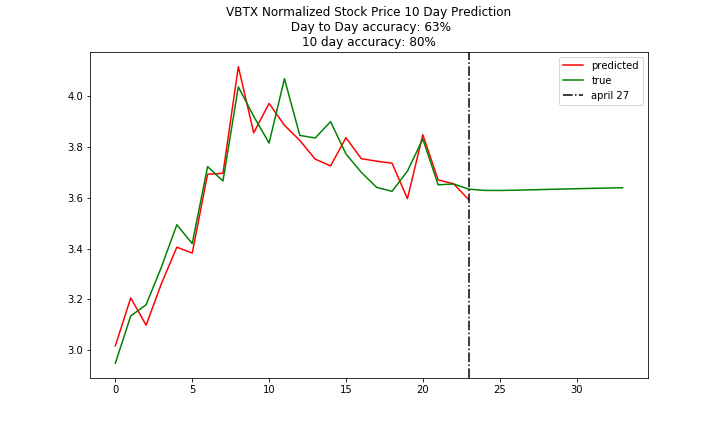 VBTX Normalized Stock Price 10 Day Prediction
Day to Day accuracy: 63%
10 day accuracy: 80%
predicted
true
april 27
4.0
3.8
3.6
3.4
3.2
3.0
0 5 10 15 20 25 30